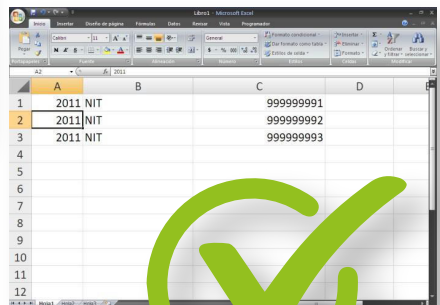 Libro1 - Microsoft Excel
Inicio Insertar Diseño de página Fórmulas Datos Revisar Vista Programador
Pegar Calibri 11 General Formato condicional Insertar
N K S Dar formato como tabla Eliminar Ordenar y filtrar Buscar y seleccionar
Estilos de celda Formato
Portapapeles Fuente Alineación Número Estilos Celdas Modificar
A2 fx 2011
A B C D
1 2011 NIT 999999991
2 2011 NIT 999999992
3 2011 NIT 999999993
4
5
6
7
8
9
10
11
12
Hoja1 Hoja2 Hoja3